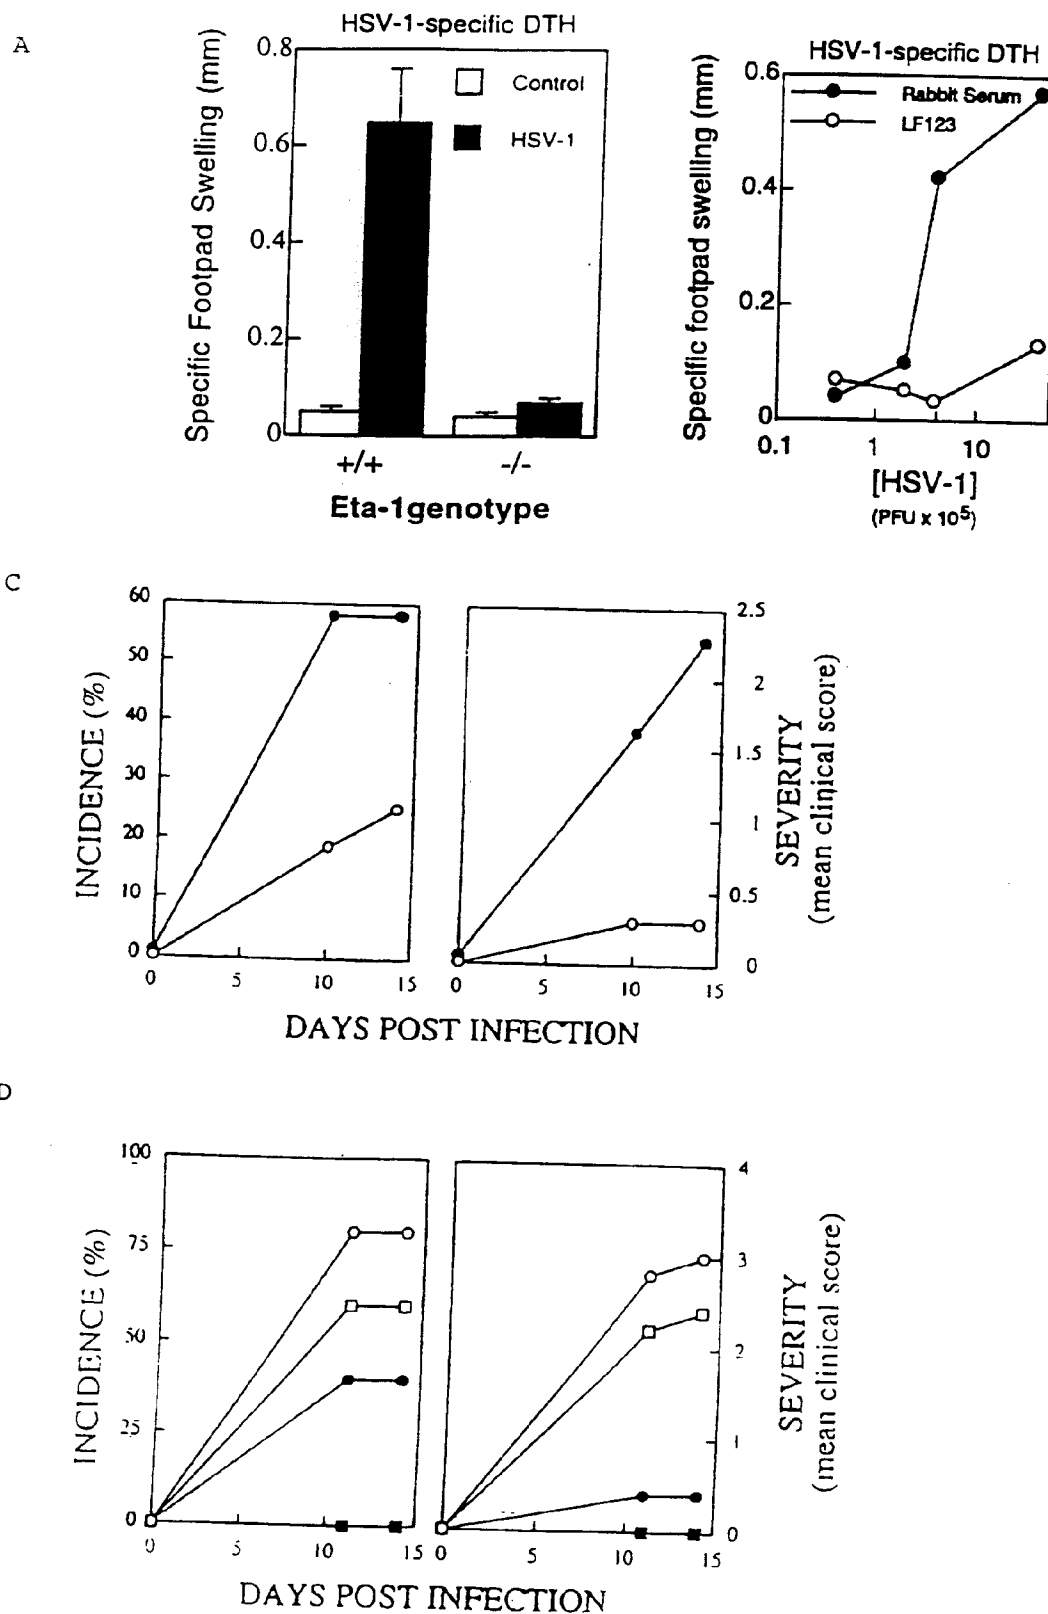 A
HSV-1-specific DTH
Specific Footpad Swelling (mm)
0.8
0.6
0.4
0.2
0
Control
HSV-1
+/+
-/-
Eta-1genotype
HSV-1-specific DTH
Specific footpad swelling (mm)
0.6
0.4
0.2
0
Rabbit Serum
LF123
0.1
1
10
[HSV-1]
(PFU x 10⁵)
C
INCIDENCE (%)
60
50
40
30
20
10
0
0
5
10
15
2.5
2
1.5
1
0.5
0
0
5
10
15
SEVERITY
(mean clinical score)
DAYS POST INFECTION
D
INCIDENCE (%)
100
75
50
25
0
0
5
10
15
4
3
2
1
0
0
5
10
15
SEVERITY
(mean clinical score)
DAYS POST INFECTION